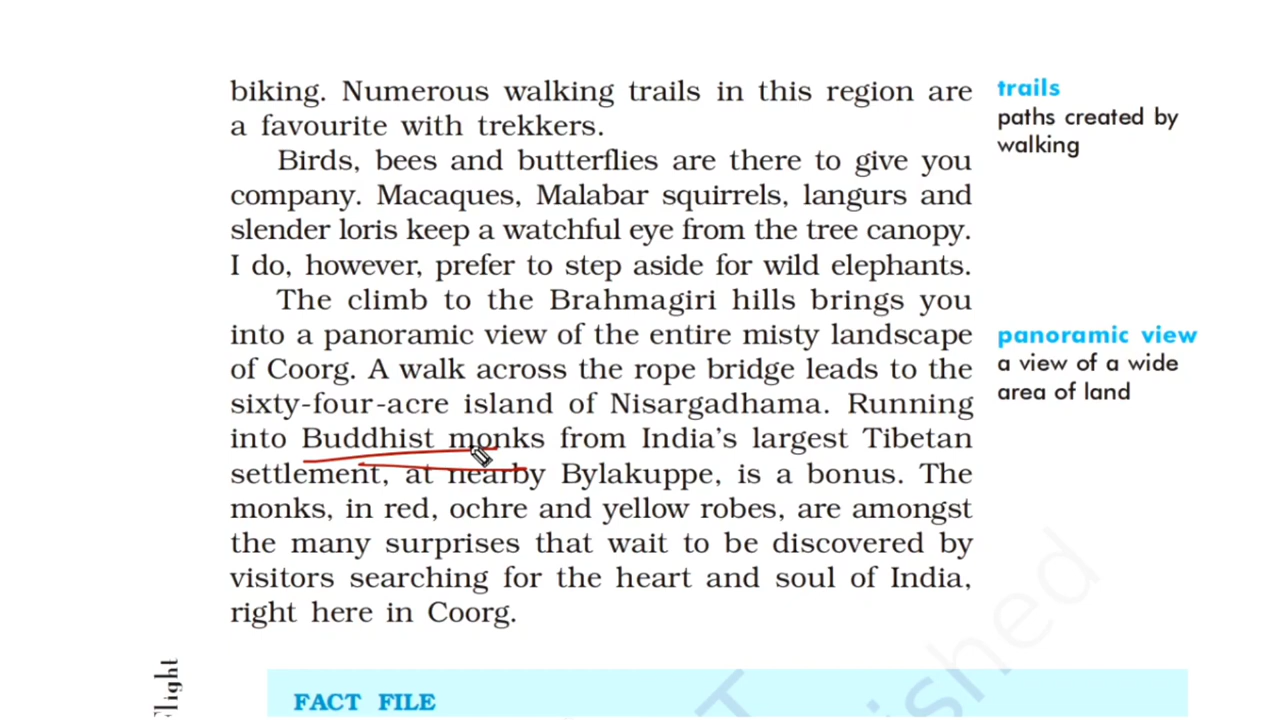 biking. Numerous walking trails in this region are
a favourite with trekkers.
Birds, bees and butterflies are there to give you
company. Macaques, Malabar squirrels, langurs and
slender loris keep a watchful eye from the tree canopy.
I do, however, prefer to step aside for wild elephants.
The climb to the Brahmagiri hills brings you
into a panoramic view of the entire misty landscape
of Coorg. A walk across the rope bridge leads to the
sixty-four-acre island of Nisargadhama. Running
into Buddhist monks from India's largest Tibetan
settlement, at nearby Bylakuppe, is a bonus. The
monks, in red, ochre and yellow robes, are amongst
the many surprises that wait to be discovered by
visitors searching for the heart and soul of India,
right here in Coorg.
trails
paths created by
walking
panoramic view
a view of a wide
area of land
Flight
FACT FILE